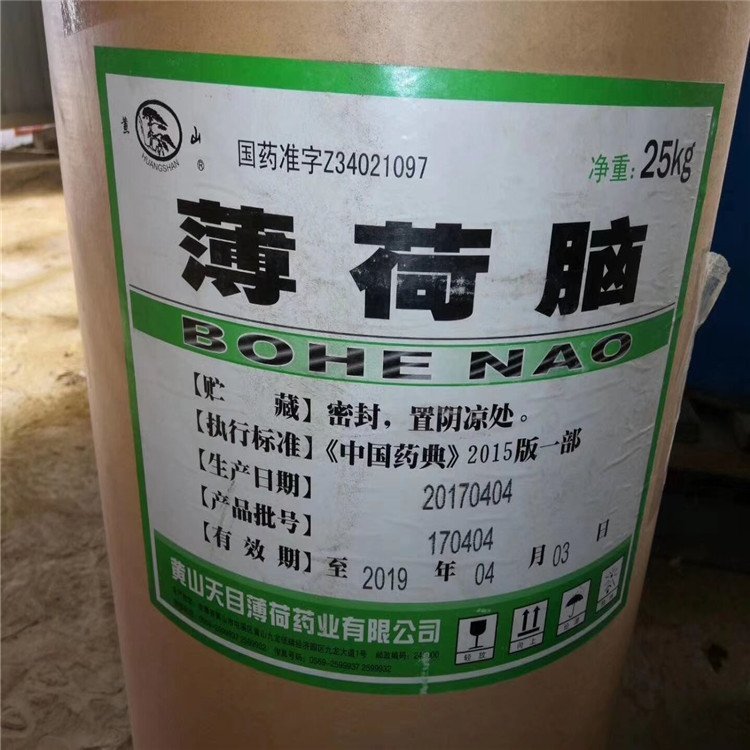 黄山®
HUANGSHAN
国药准字Z34021097
净重：25kg
薄荷脑
BOHE NAO
【贮 藏】密封，置阴凉处。
【执行标准】《中国药典》2015版一部
【生产日期】 20170404
【产品批号】 170404
【有 效 期】至 2019 年 04 月 03 日
黄山天目薄荷药业有限公司
轻放 向上